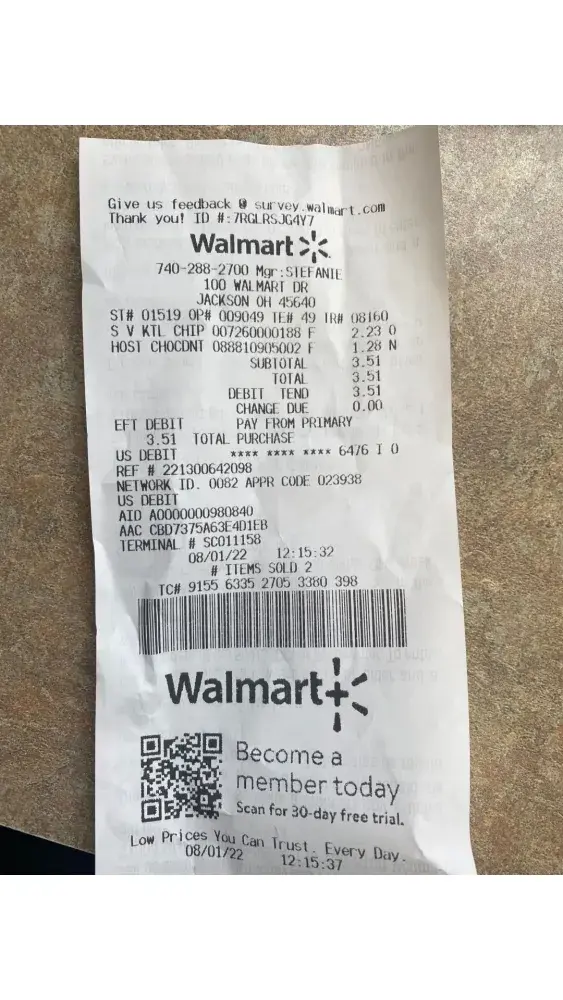 Give us feedback @ survey.walmart.com
Thank you! ID #:7RGLRSJG4Y7
Walmart
740-288-2700 Mgr:STEFANIE
100 WALMART DR
JACKSON OH 45640
ST# 01519 OP# 009049 TE# 49 TR# 08160
S V KTL CHIP 007260000188 F 2.23 O
HOST CHOCDNT 088810905002 F 1.28 N
SUBTOTAL 3.51
TOTAL 3.51
DEBIT TEND 3.51
CHANGE DUE 0.00
EFT DEBIT PAY FROM PRIMARY
3.51 TOTAL PURCHASE
US DEBIT **** **** **** 6476 I 0
REF # 221300642098
NETWORK ID. 0082 APPR CODE 023938
US DEBIT
AID A0000000980840
AAC CBD7375A63E4D1EB
TERMINAL # SC011158
08/01/22 12:15:32
# ITEMS SOLD 2
TC# 9155 6335 2705 3380 398
Walmart+
Become a
member today
Scan for 30-day free trial.
Low Prices You Can Trust. Every Day.
08/01/22 12:15:37